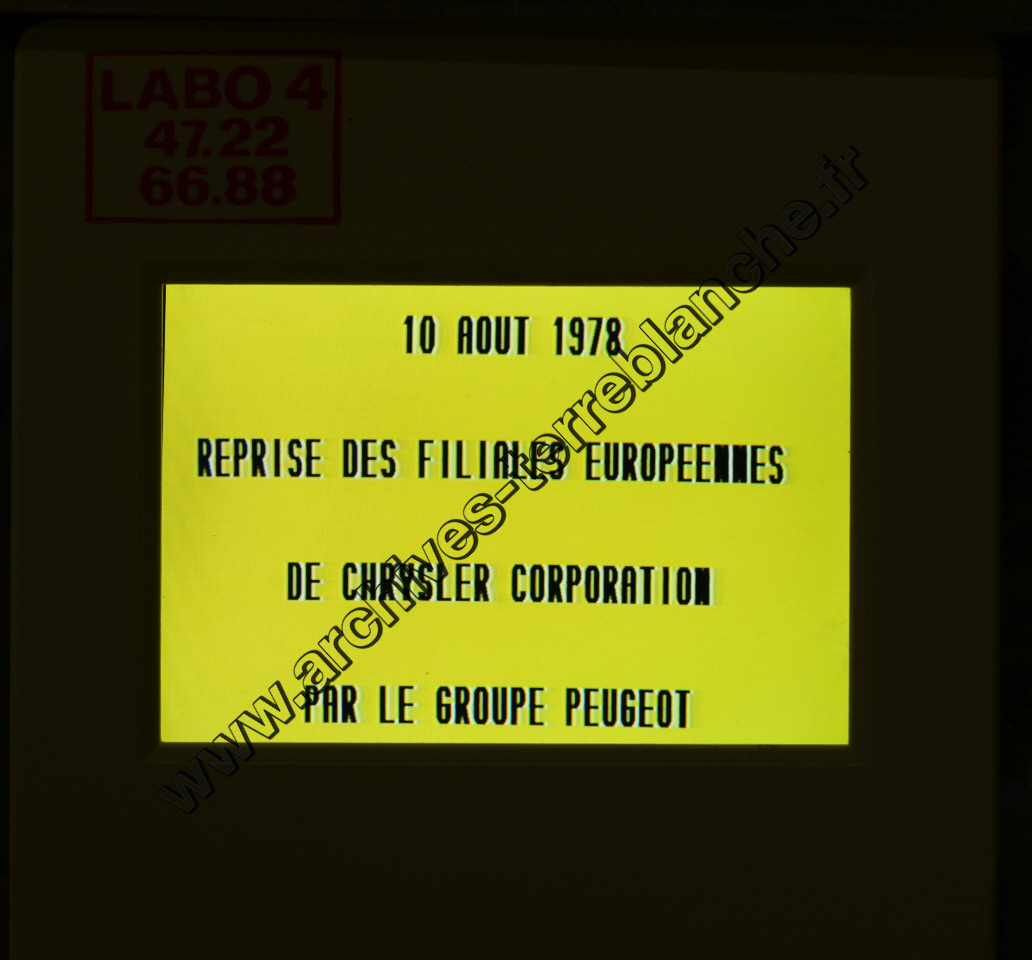 LABO 4
47.22
66.88
10 AOUT 1978
REPRISE DES FILIALES EUROPEENNES
DE CHRYSLER CORPORATION
PAR LE GROUPE PEUGEOT
www.archives-terreblanche.fr